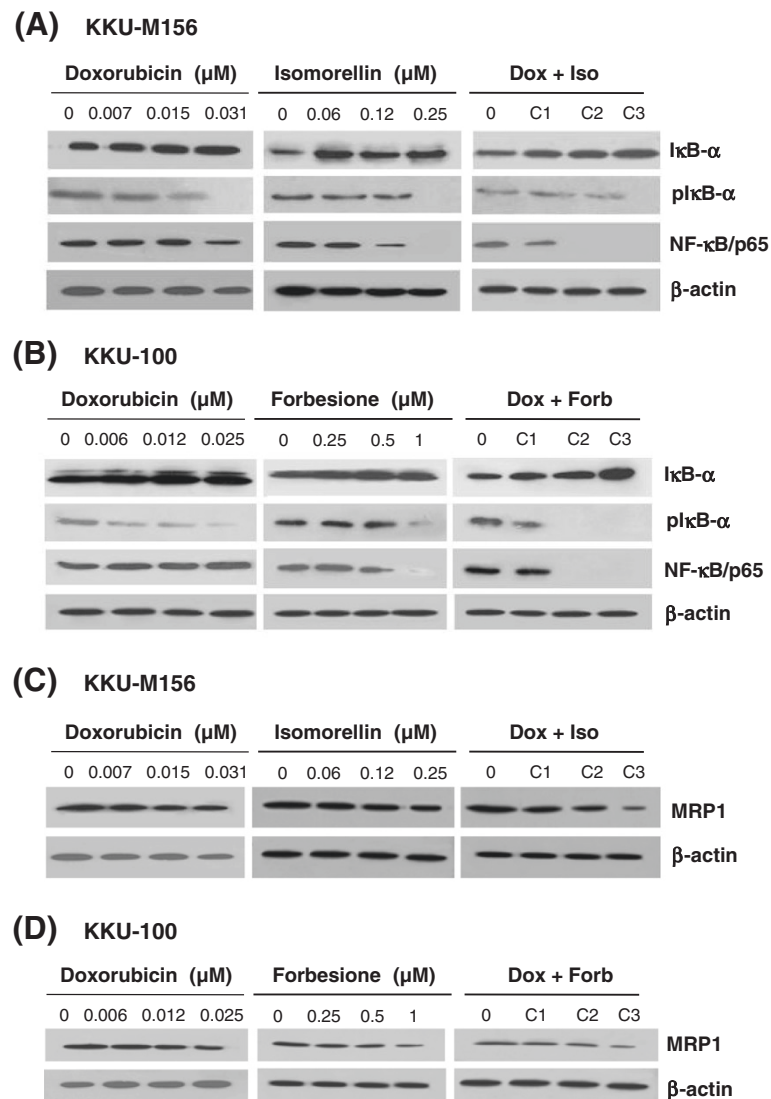 (A) KKU-M156
Doxorubicin (µM) Isomorellin (µM) Dox + Iso
0 0.007 0.015 0.031 0 0.06 0.12 0.25 0 C1 C2 C3
IκB-α
pIκB-α
NF-κB/p65
β-actin
(B) KKU-100
Doxorubicin (µM) Forbesione (µM) Dox + Forb
0 0.006 0.012 0.025 0 0.25 0.5 1 0 C1 C2 C3
IκB-α
pIκB-α
NF-κB/p65
β-actin
(C) KKU-M156
Doxorubicin (µM) Isomorellin (µM) Dox + Iso
0 0.007 0.015 0.031 0 0.06 0.12 0.25 0 C1 C2 C3
MRP1
β-actin
(D) KKU-100
Doxorubicin (µM) Forbesione (µM) Dox + Forb
0 0.006 0.012 0.025 0 0.25 0.5 1 0 C1 C2 C3
MRP1
β-actin